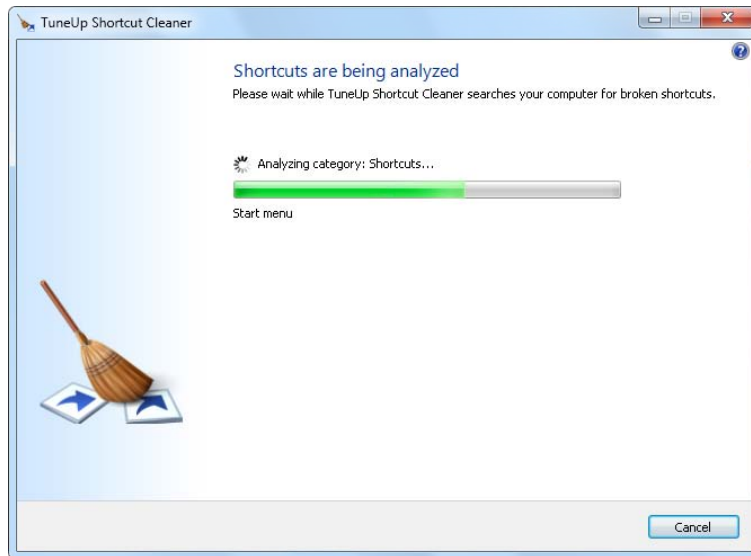 TuneUp Shortcut Cleaner
Shortcuts are being analyzed
Please wait while TuneUp Shortcut Cleaner searches your computer for broken shortcuts.
Analyzing category: Shortcuts...
Start menu
Cancel